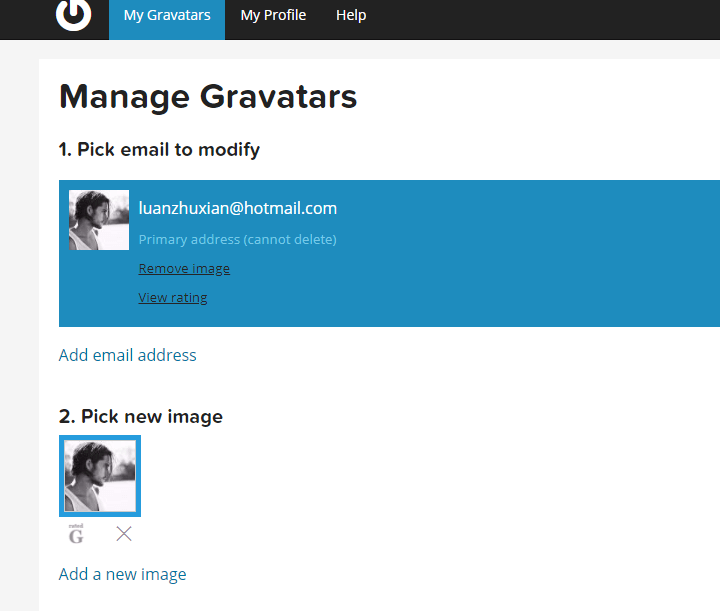 My Gravatars My Profile Help
Manage Gravatars
1. Pick email to modify
luanzhuxian@hotmail.com
Primary address (cannot delete)
Remove image
View rating
Add email address
2. Pick new image
rated
G
Add a new image